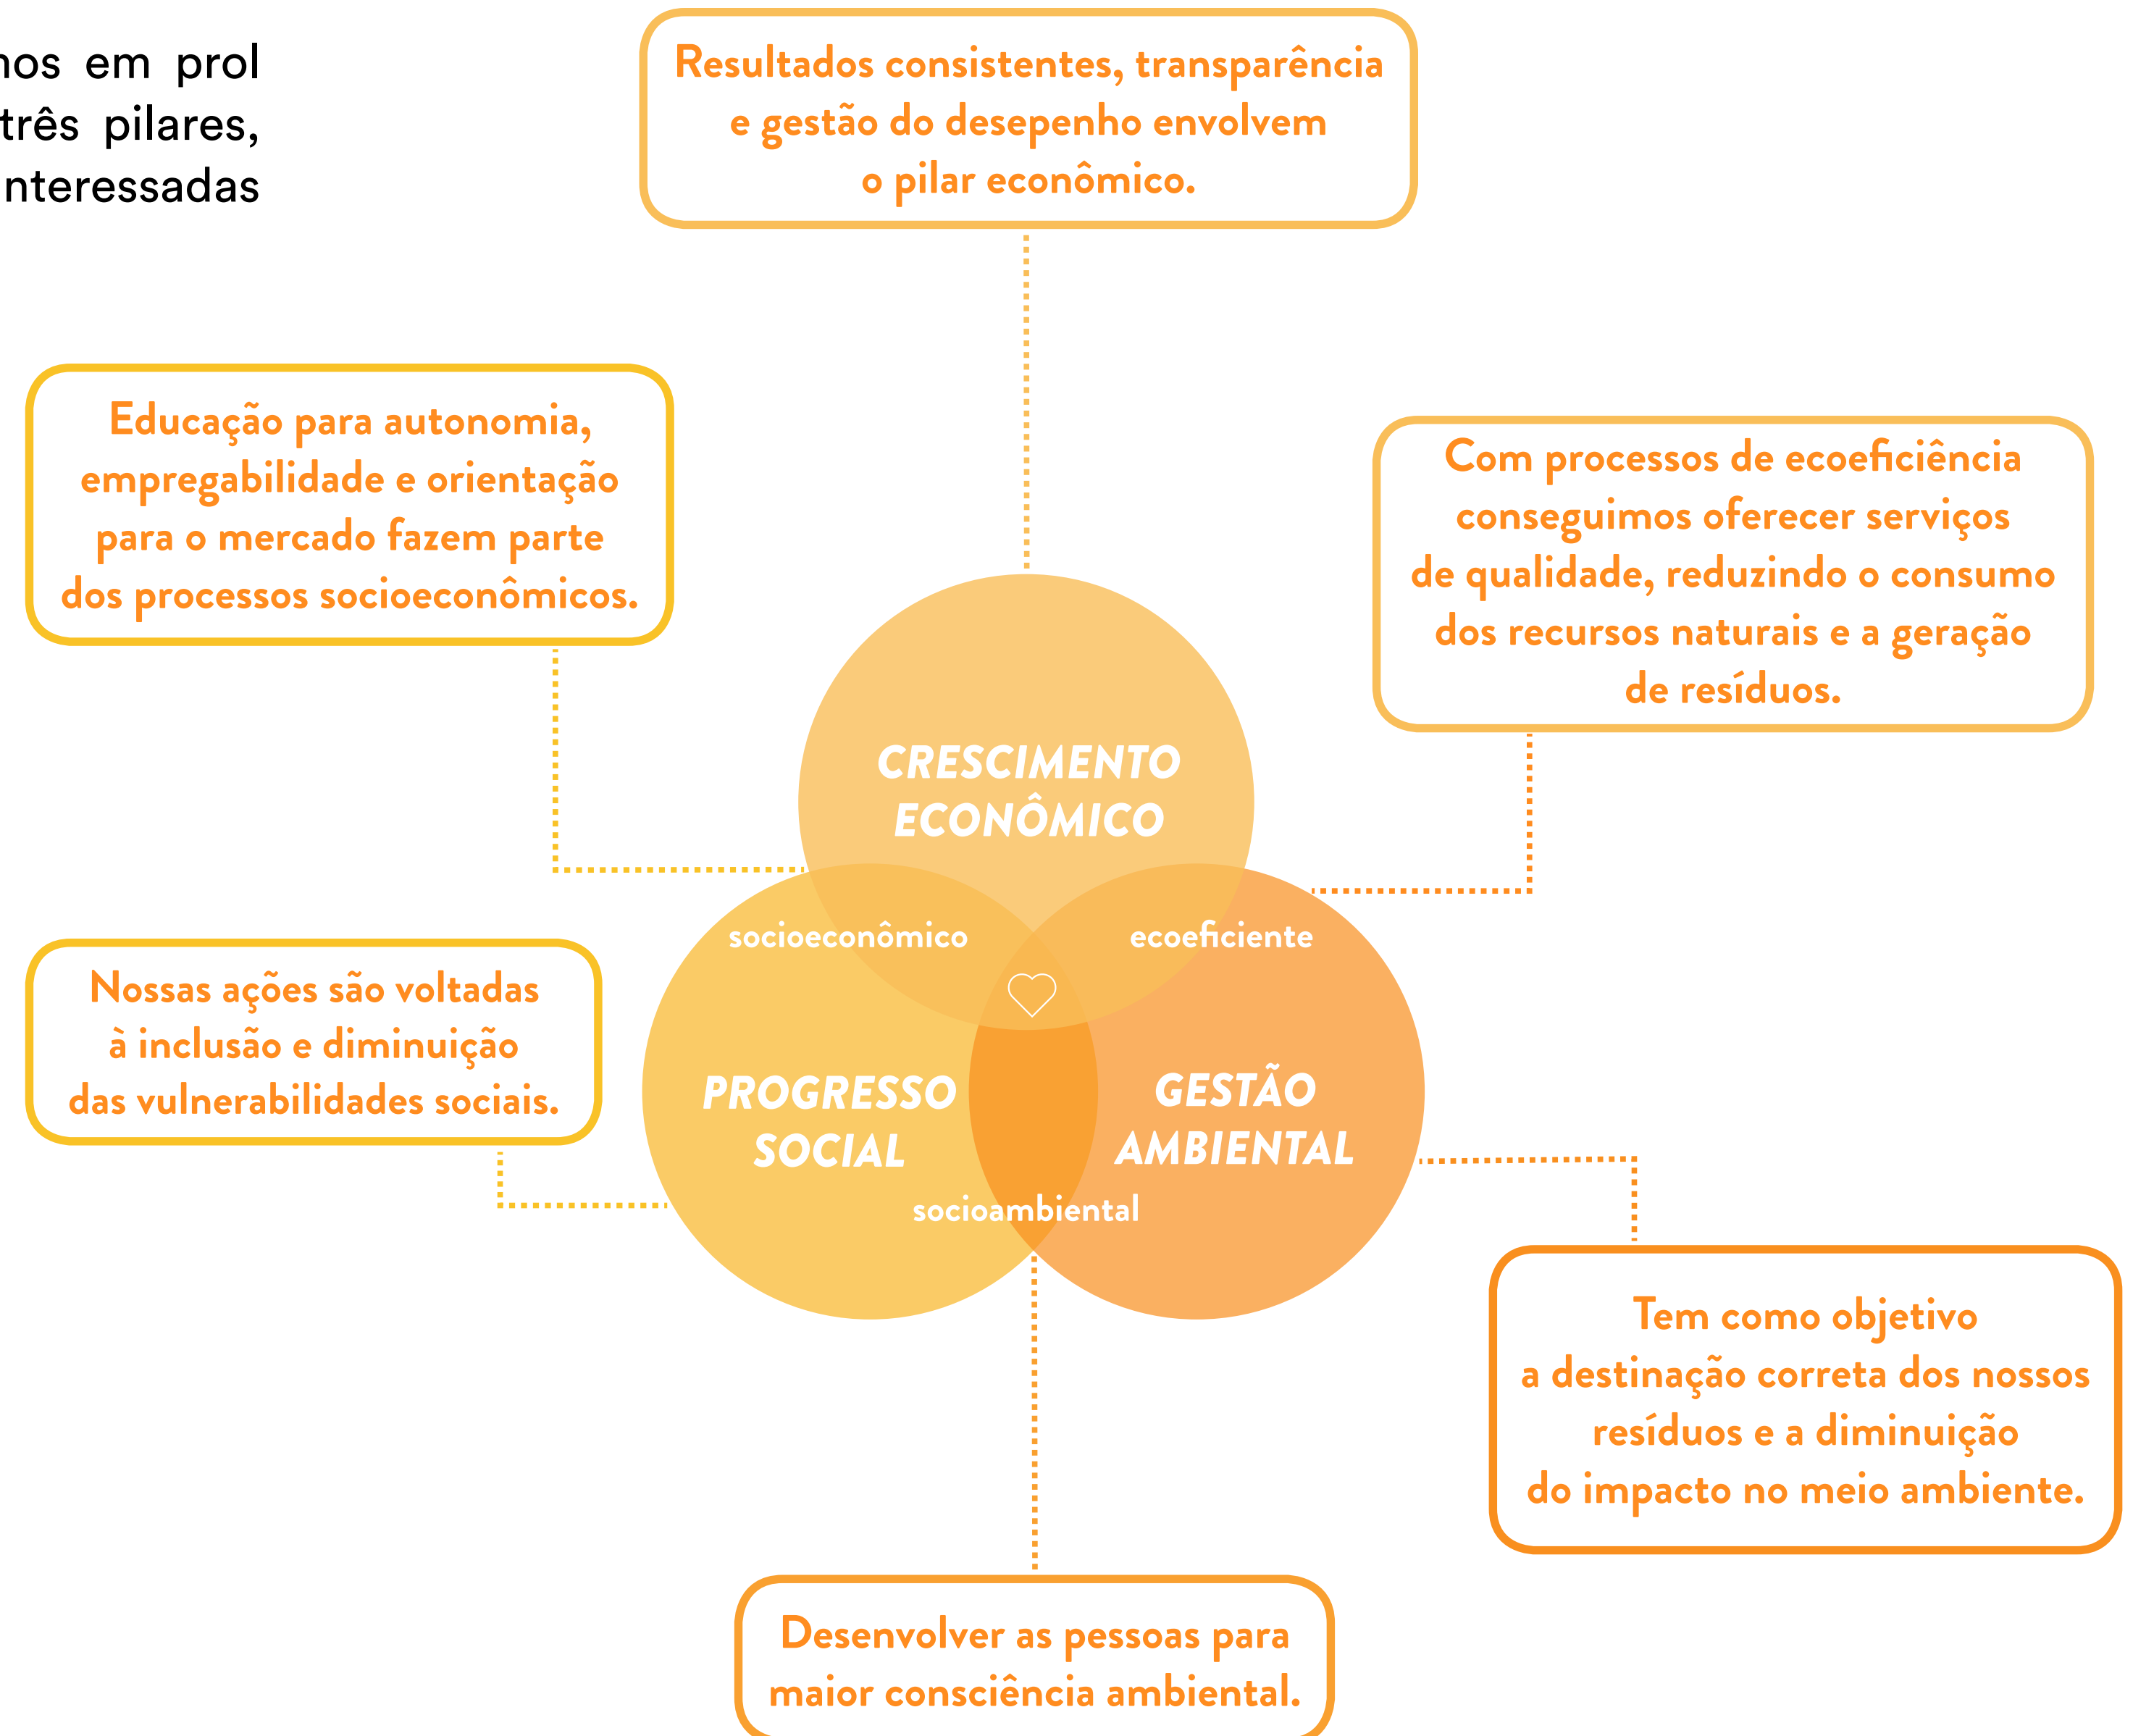 em prol
três pilares,
Resultados consistentes, transparência
e gestão do desepenho envolvem
o pilar econômico.
Educação para autonomia,
empregabilidade e orientação
para o mercado fazem parte
dos processos socioeconômicos.
Com processos de ecoeficiência
conseguimos oferecer serviços
de qualidade, reduzindo o consumo
dos recursos naturais e a geração
de resíduos.
CRESCIMENTO
ECONÔMICO
socioeconômico
ecoeficiente
Nossas ações são voltadas
à inclusão e diminuição
das vulnerabilidades sociais.
PROGRESSO
SOCIAL
GESTÃO
AMBIENTAL
socioambiental
Tem como objetivo
a destinação correta dos nossos
resíduos e a diminuição
do impacto no meio ambiente.
Desenvolver as pessoas para
maior consciência ambiental.